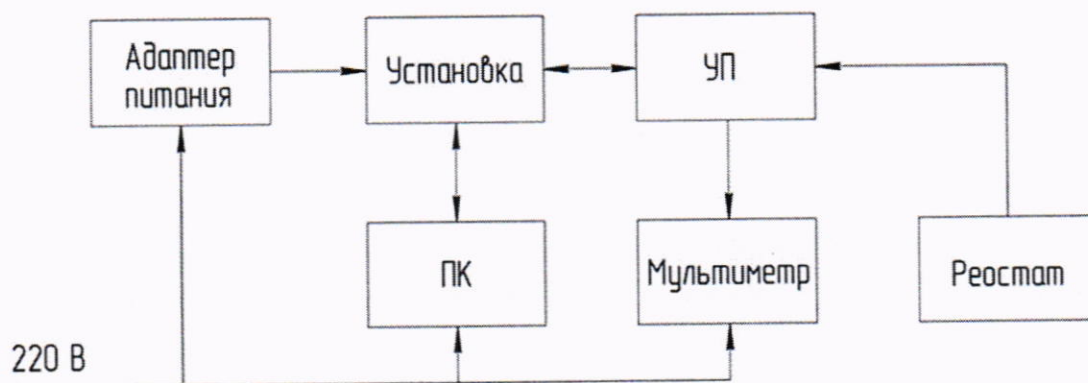 Адаптер
питания
Установка
УП
ПК
Мультиметр
Реостат
220 В